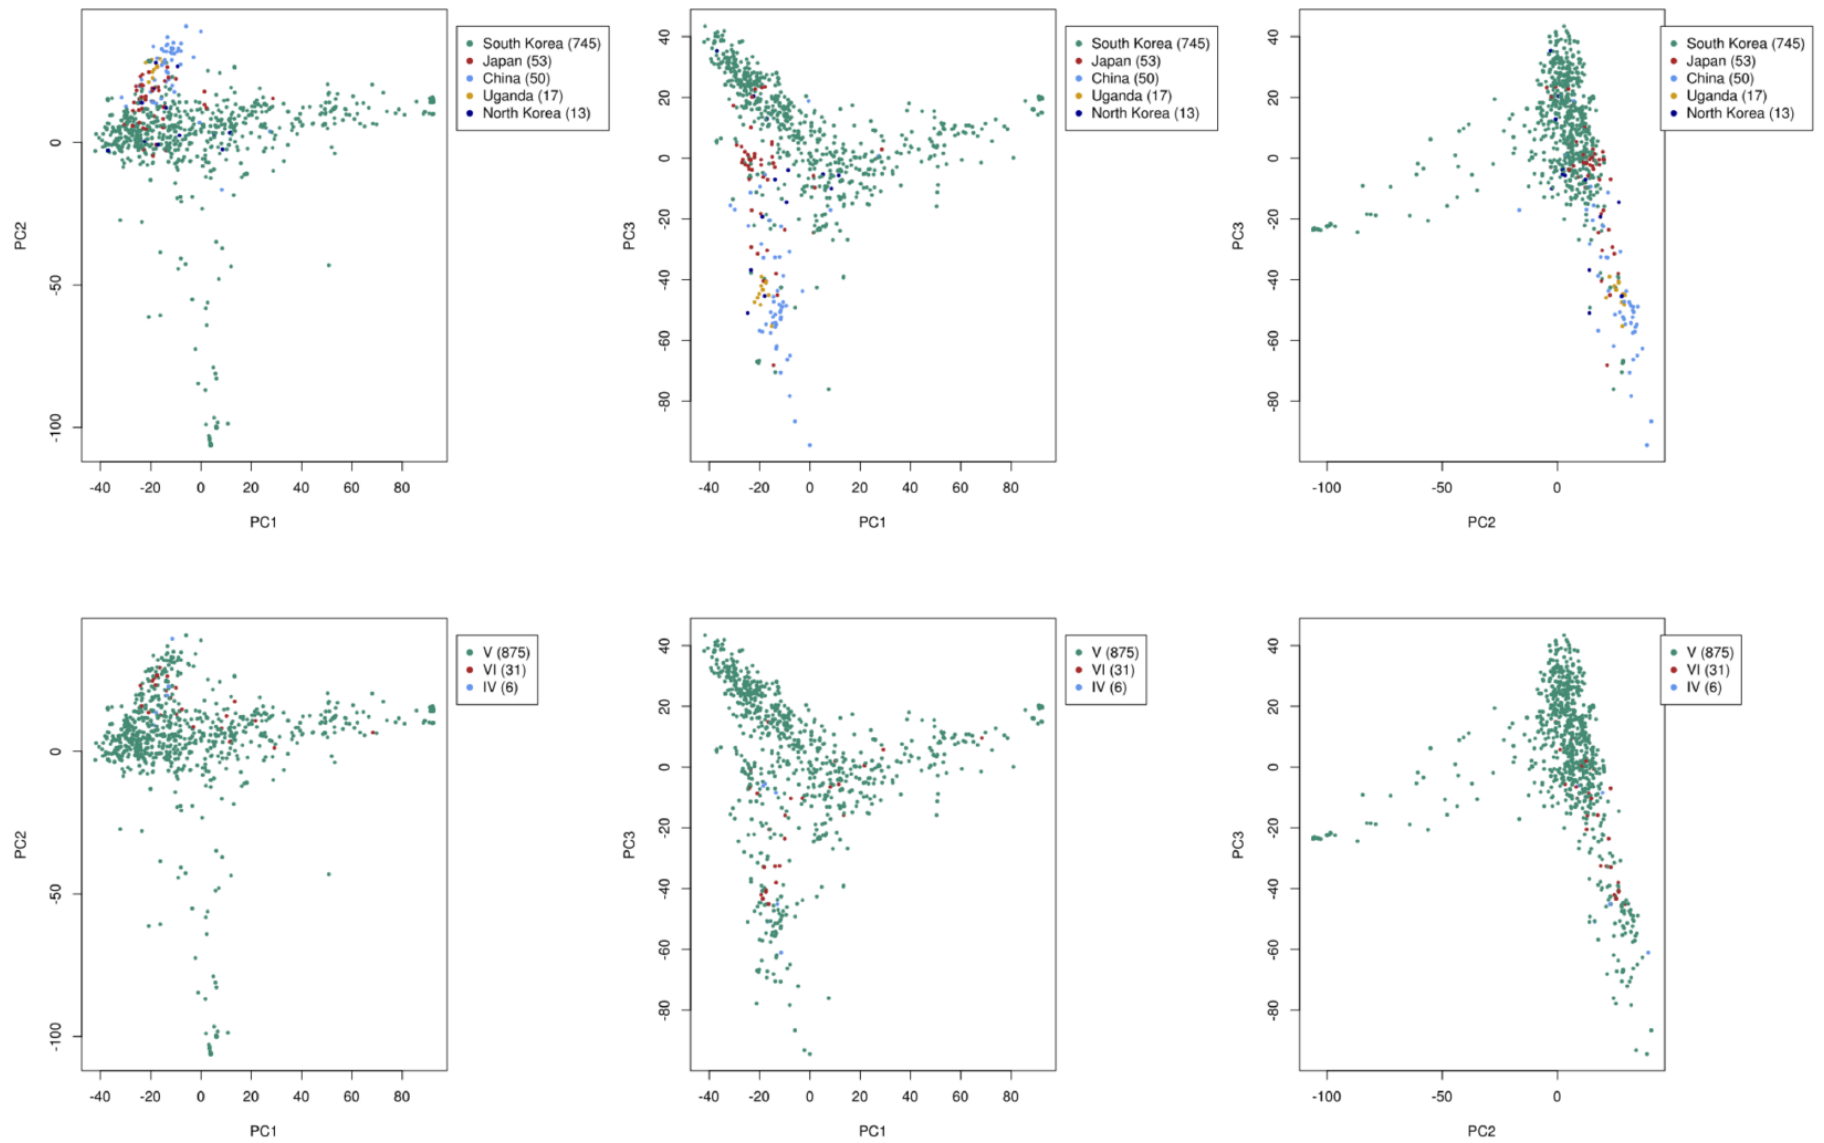 South Korea (745)
Japan (53)
China (50)
Uganda (17)
North Korea (13)
0
-50
-100
PC2
-40 -20 0 20 40 60 80
PC1
South Korea (745)
Japan (53)
China (50)
Uganda (17)
North Korea (13)
40
20
0
-20
-40
-60
-80
PC3
-40 -20 0 20 40 60 80
PC1
South Korea (745)
Japan (53)
China (50)
Uganda (17)
North Korea (13)
40
20
0
-20
-40
-60
-80
PC3
-100 -50 0
PC2
V (875)
VI (31)
IV (6)
0
-50
-100
PC2
-40 -20 0 20 40 60 80
PC1
V (875)
VI (31)
IV (6)
40
20
0
-20
-40
-60
-80
PC3
-40 -20 0 20 40 60 80
PC1
V (875)
VI (31)
IV (6)
40
20
0
-20
-40
-60
-80
PC3
-100 -50 0
PC2